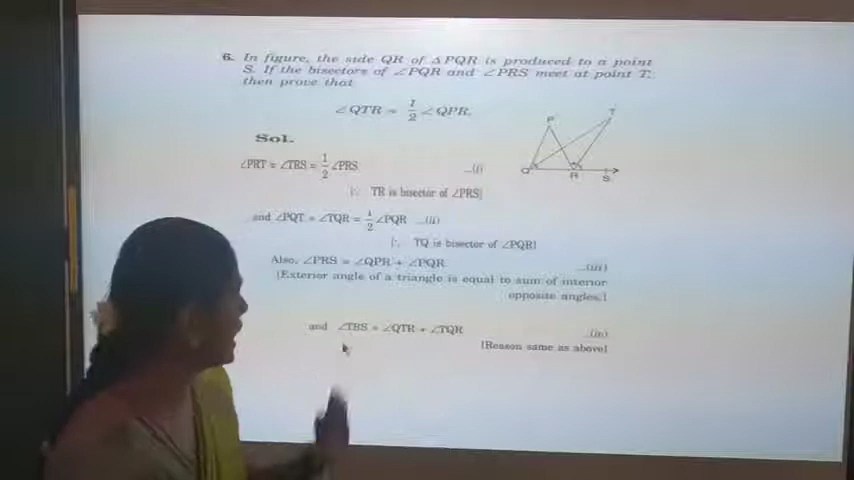 6. In figure, the side QR of ΔPQR is produced to a point
S. If the bisectors of ∠PQR and ∠PRS meet at point T,
then prove that
∠QTR = 1/2 ∠QPR.
Sol.
∠PRT = ∠TRS = 1/2 ∠PRS ...(i)
[∵ TR is bisector of ∠PRS]
and ∠PQT = ∠TQR = 1/2 ∠PQR ...(ii)
[∵ TQ is bisector of ∠PQR]
Also, ∠PRS = ∠QPR + ∠PQR ...(iii)
[Exterior angle of a triangle is equal to sum of interior
opposite angles.]
and ∠TRS = ∠QTR + ∠TQR ...(iv)
[Reason same as above]
P
T
Q
R
S